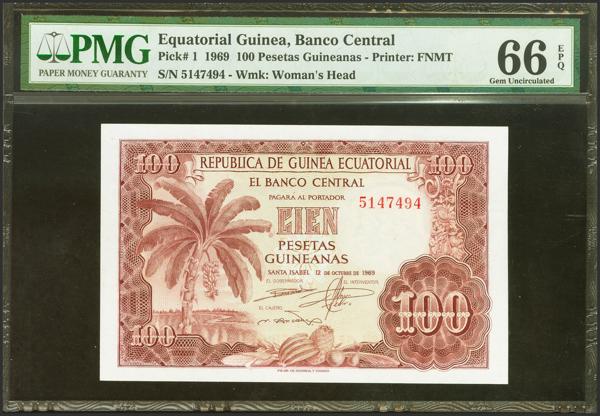 PMG
PAPER MONEY GUARANTY
Equatorial Guinea, Banco Central
Pick# 1 1969 100 Pesetas Guineanas - Printer: FNMT
S/N 5147494 - Wmk: Woman's Head
66 EPQ
Gem Uncirculated
100 100
REPUBLICA DE GUINEA ECUATORIAL
EL BANCO CENTRAL
PAGARA AL PORTADOR
5147494
CIEN
PESETAS
GUINEANAS
SANTA ISABEL 12 DE OCTUBRE DE 1969
EL GOBERNADOR EL INTERVENTOR
EL CAJERO
100 100